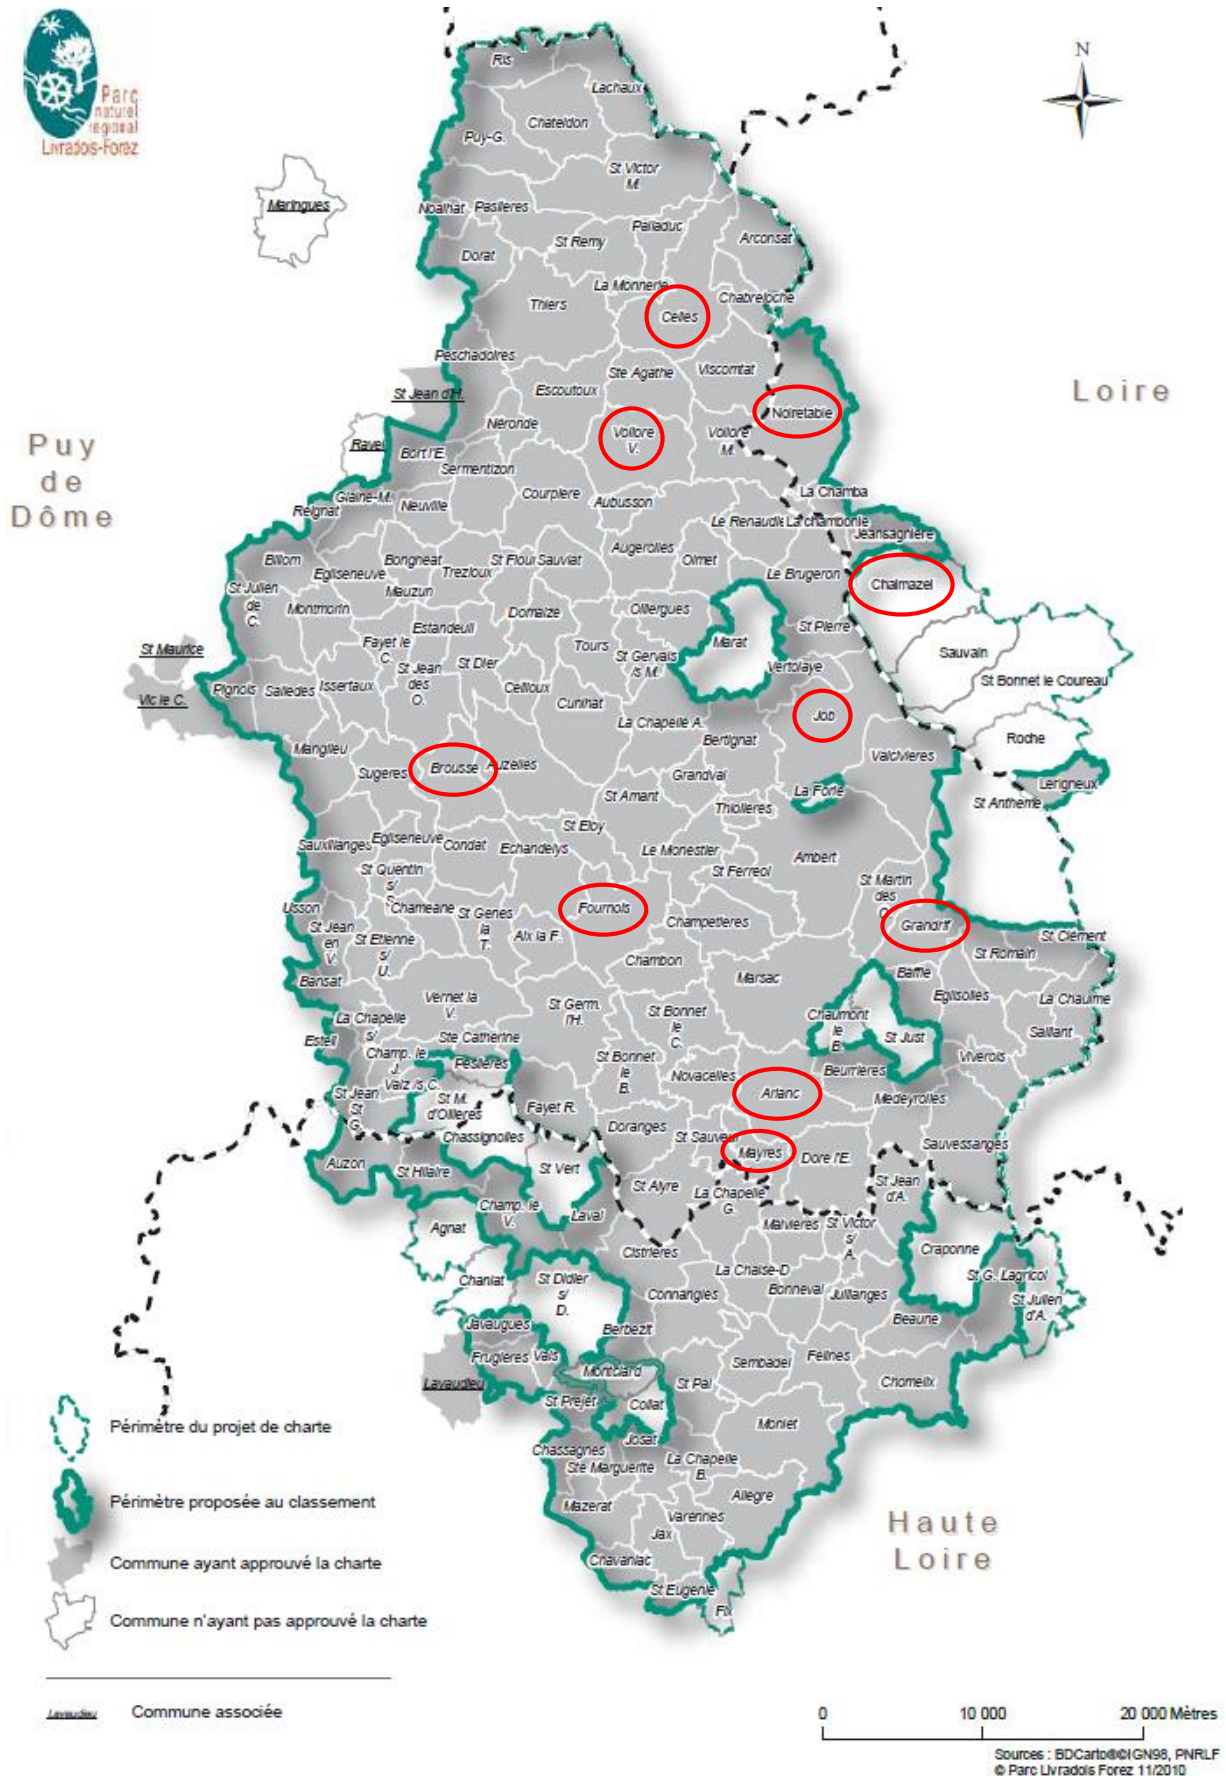 Parc
naturel
régional
Livradois-Forez
N
Ris
Lachaux
Chateldon
Puy-G.
St Victor
M.
Maringues
Noalhat
Paslieres
Palladuc
St Remy
Arconsat
Dorat
La Monnerie
Chabreloche
Thiers
Celles
Peschadoires
Ste Agathe
Viscomtat
St Jean d'H.
Escoutoux
Loire
Noiretable
Néronde
Vollore
V.
Vollore
M.
Puy
de
Dôme
Ravel
Bort l'E.
Sermentizon
Courpiere
Aubusson
La Chamba
Glaine-M.
Neuville
Reignat
Le Renaudie
La chambonie
Jeansagniere
Augerolles
Olmet
Billom
Bongheat
St Flour
Sauviat
Egliseneuve
Trezioux
Le Brugeron
Chalmazel
St Julien
de
C.
Mauzun
Montmorin
Domaize
Olliergues
Estandeuil
St Pierre
Marat
Fayet le
C.
Tours
St Gervais
/s M.
Sauvain
St Maurice
St Dier
St Jean
des
O.
Vertolaye
St Bonnet le Coureau
Vic le C.
Pignols
Salledes
Issertaux
Ceilloux
Cunlhat
La Chapelle A.
Job
Bertignat
Roche
Manglieu
Valcivieres
Sugeres
Brousse
Auzelles
Grandval
Lerigneux
St Amant
La Forie
St Antheme
Thiolieres
St Eloy
Sauxillanges
Egliseneuve
Condat
Echandelys
Le Monestier
Ambert
St Quentin
s/
S.
St Ferreol
St Martin
des
O.
Usson
Chameane
St Genes
la
T.
Fournols
Champetieres
Grandrif
St Jean
en
V.
St Etienne
s/
U.
Aix la F.
St Clément
St Romain
Chambon
Marsac
Baffie
Bansat
Eglisolles
La Chaulme
Vernet la
V.
St Germ.
l'H.
St Bonnet
le
C.
Chaumont
le
B.
St Just
Saillant
La Chapelle
s/
Esteil
Ste Catherine
Champ. le
J.
Peslieres
St Bonnet
le
B.
Viverols
Novacelles
Beurrieres
Valz /s C.
St Jean
St
G.
St M.
d'Ollieres
Fayet R.
Arlanc
Medeyrolles
Chassignolles
Doranges
St Sauveur
Mayres
Sauvessanges
Dore l'E.
Auzon
St Hilaire
St Vert
St Alyre
La Chapelle
G.
St Jean
d'A.
Champ. le
V.
Laval
Agnat
Malvieres
St Victor
s/
A.
Cistrieres
Craponne
Chaniat
St Didier
s/
D.
La Chaise-D
Connangles
Bonneval
Jullianges
St G. Lagricol
St Julien
d'A.
Beaune
Javaugues
Berbezit
Frugieres
Vals
Montclard
Sembadel
Felines
Lavaudieu
St Pal
Chomelix
St Prejet
Collat
Monlet
Josat
Chassagnes
Ste Marguerite
La Chapelle
B.
Mazerat
Allegre
Varennes
Jax
Chavaniac
St Eugenie
Fix
Haute
Loire
Périmètre du projet de charte
Périmètre proposée au classement
Commune ayant approuvé la charte
Commune n'ayant pas approuvé la charte
Lavaudieu Commune associée
0 10 000 20 000 Mètres
Sources : BDCarto®©IGN98, PNRLF
© Parc Livradois Forez 11/2010